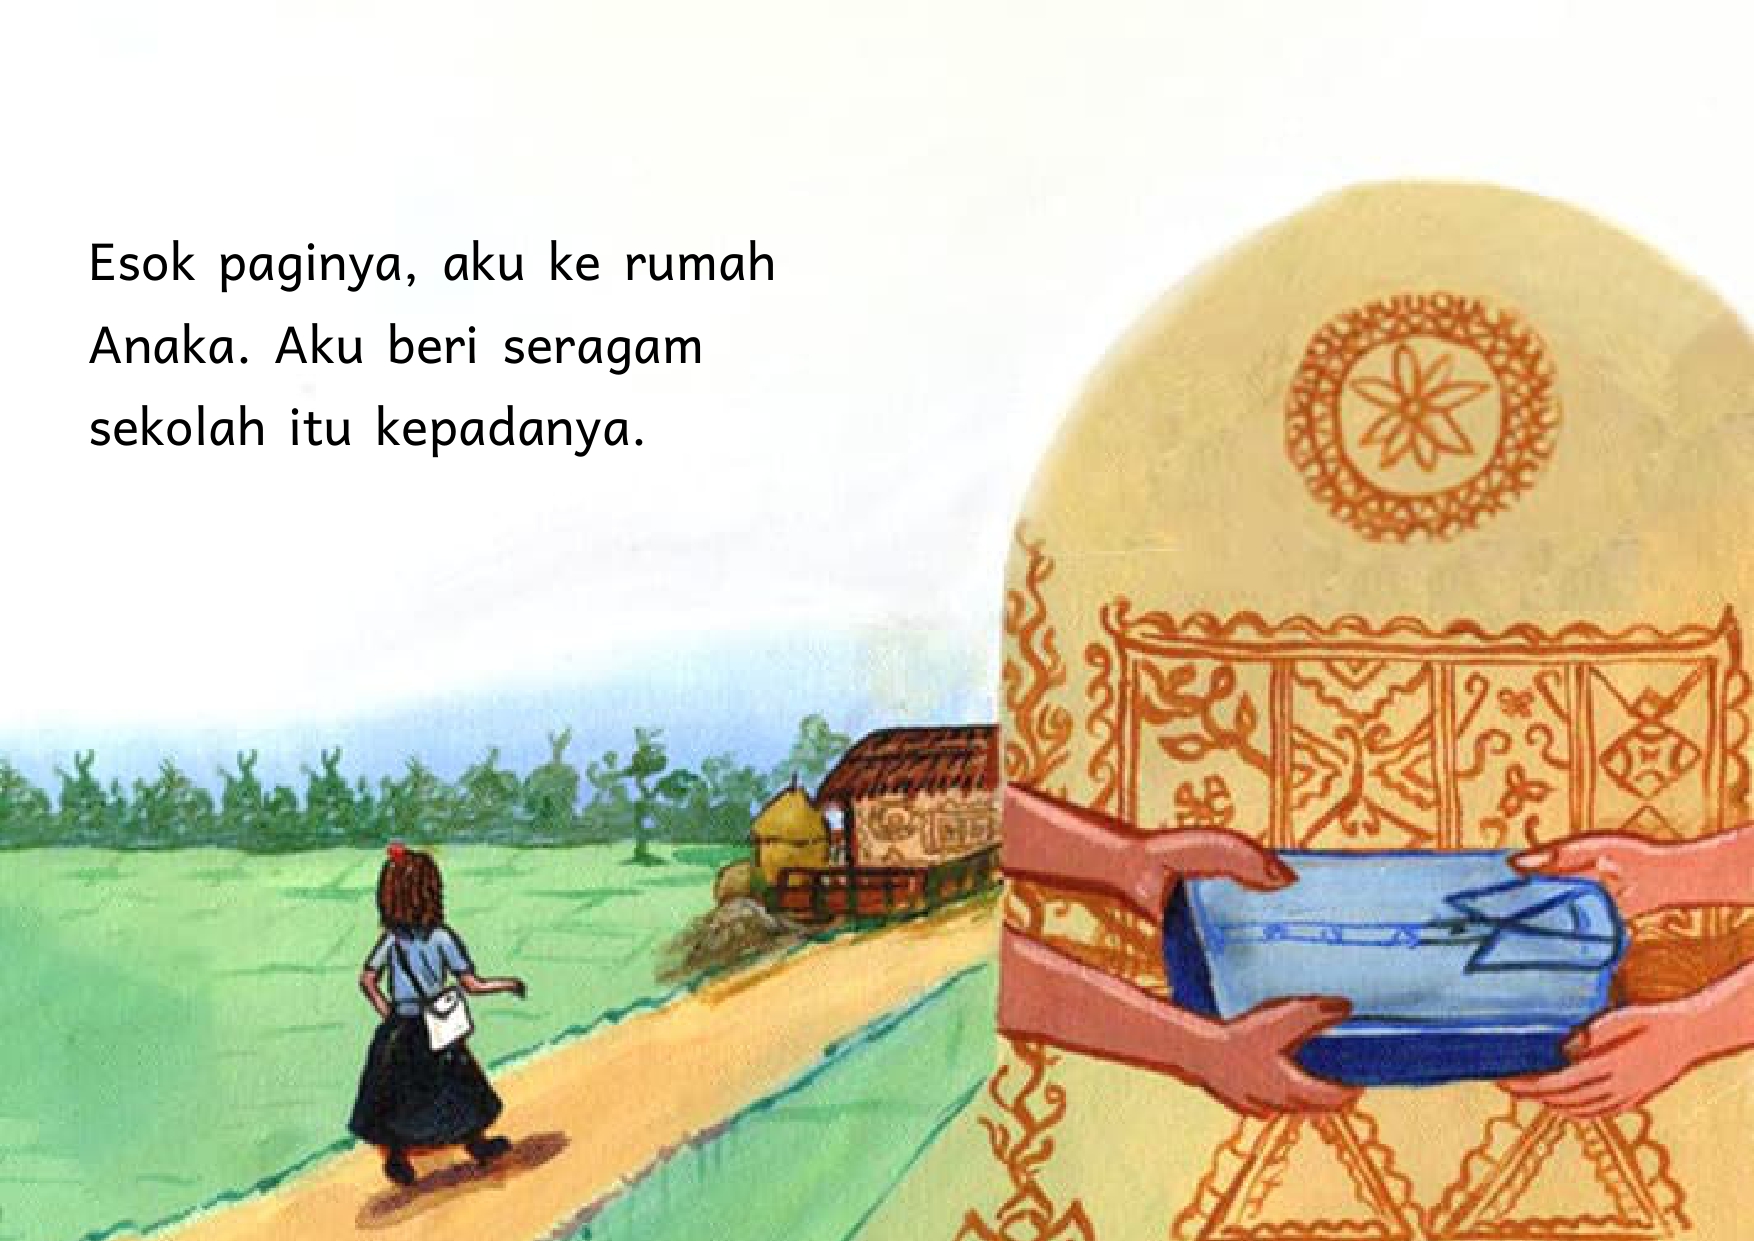 Esok paginya, aku ke rumah
Anaka. Aku beri seragam
sekolah itu kepadanya.